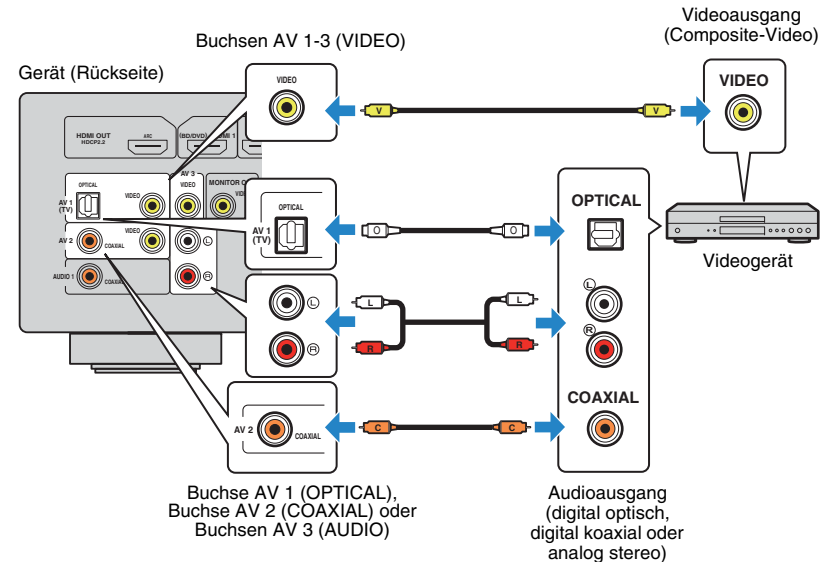 Videoausgang
(Composite-Video)
Buchsen AV 1-3 (VIDEO)
Gerät (Rückseite)
VIDEO
V
V
VIDEO
HDMI OUT
HDCP2.2
ARC
(BD/DVD)
HDMI 1
AV 3
VIDEO
MONITOR O
VID
OPTICAL
AV 1
(TV)
VIDEO
AV 2
COAXIAL
VIDEO
L
AUDIO 1
COAXIAL
R
OPTICAL
AV 1
(TV)
O
O
OPTICAL
Videogerät
L
R
L
R
L
R
L
R
COAXIAL
AV 2
COAXIAL
C
C
Buchse AV 1 (OPTICAL),
Buchse AV 2 (COAXIAL) oder
Buchsen AV 3 (AUDIO)
Audioausgang
(digital optisch,
digital koaxial oder
analog stereo)